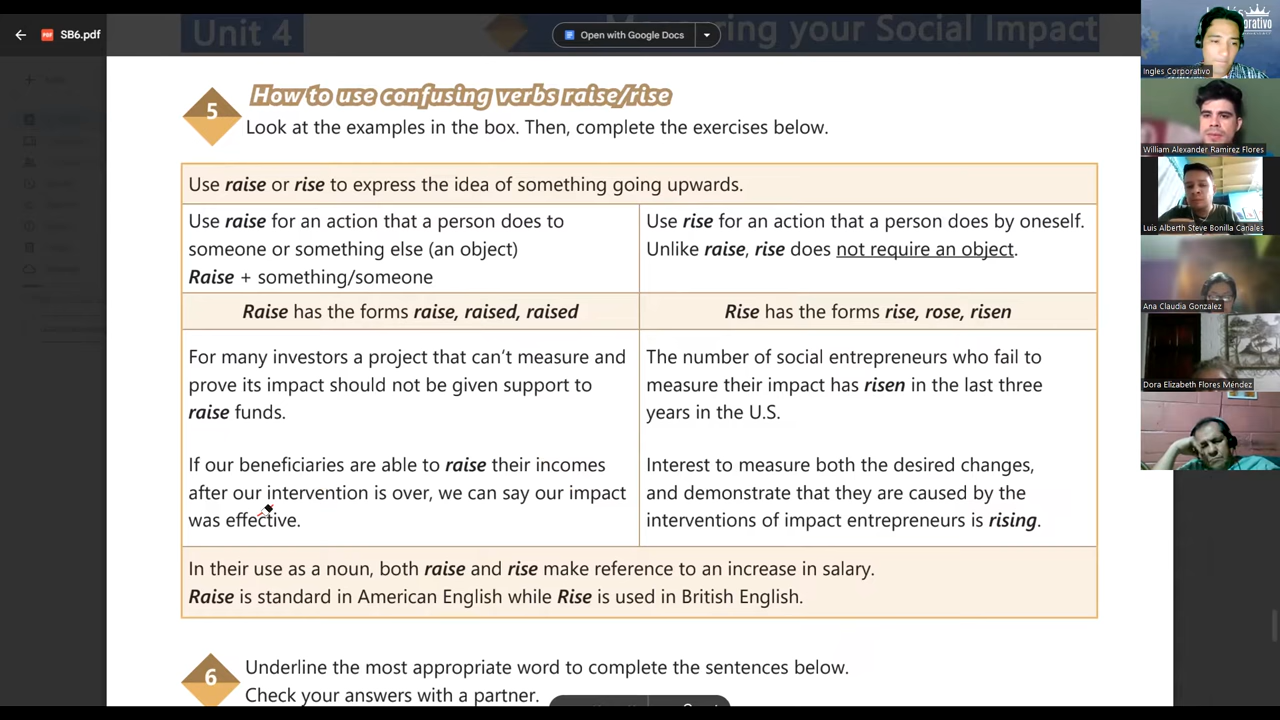 SB6.pdf
Open with Google Docs
Unit 4
ring your Social Impact
5
How to use confusing verbs raise/rise
Look at the examples in the box. Then, complete the exercises below.
Use raise or rise to express the idea of something going upwards.
Use raise for an action that a person does to
someone or something else (an object)
Raise + something/someone
Use rise for an action that a person does by oneself.
Unlike raise, rise does not require an object.
Raise has the forms raise, raised, raised
Rise has the forms rise, rose, risen
For many investors a project that can't measure and
prove its impact should not be given support to
raise funds.
If our beneficiaries are able to raise their incomes
after our intervention is over, we can say our impact
was effective.
The number of social entrepreneurs who fail to
measure their impact has risen in the last three
years in the U.S.
Interest to measure both the desired changes,
and demonstrate that they are caused by the
interventions of impact entrepreneurs is rising.
In their use as a noun, both raise and rise make reference to an increase in salary.
Raise is standard in American English while Rise is used in British English.
6
Underline the most appropriate word to complete the sentences below.
Check your answers with a partner.
Ingles Corporativo
William Alexander Ramirez Flores
Luis Alberth Steve Bonilla Canales
Ana Claudia Gonzalez
Dora Elizabeth Flores Méndez